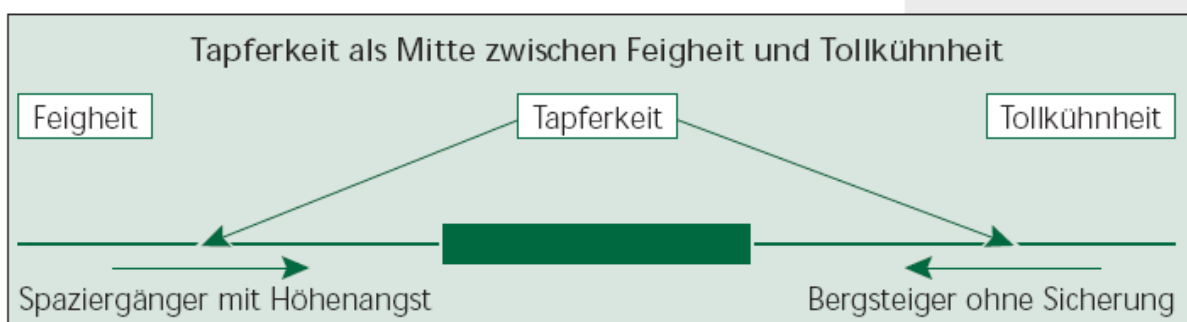 Tapferkeit als Mitte zwischen Feigheit und Tollkühnheit
Feigheit
Tapferkeit
Tollkühnheit
Spaziergänger mit Höhenangst
Bergsteiger ohne Sicherung